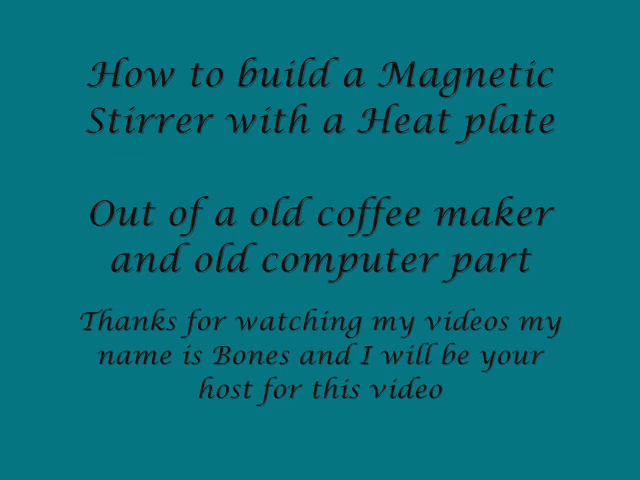 How to build a Magnetic
Stirrer with a Heat plate
Out of a old coffee maker
and old computer part
Thanks for watching my videos my
name is Bones and I will be your
host for this video